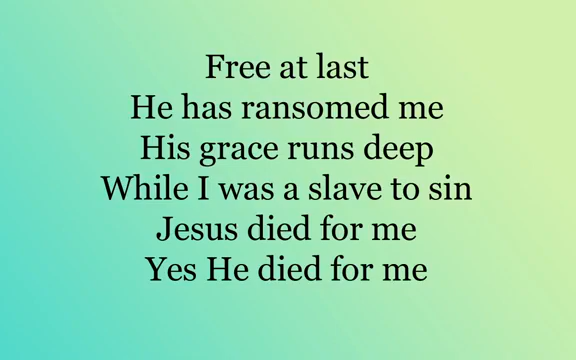 Free at last
He has ransomed me
His grace runs deep
While I was a slave to sin
Jesus died for me
Yes He died for me